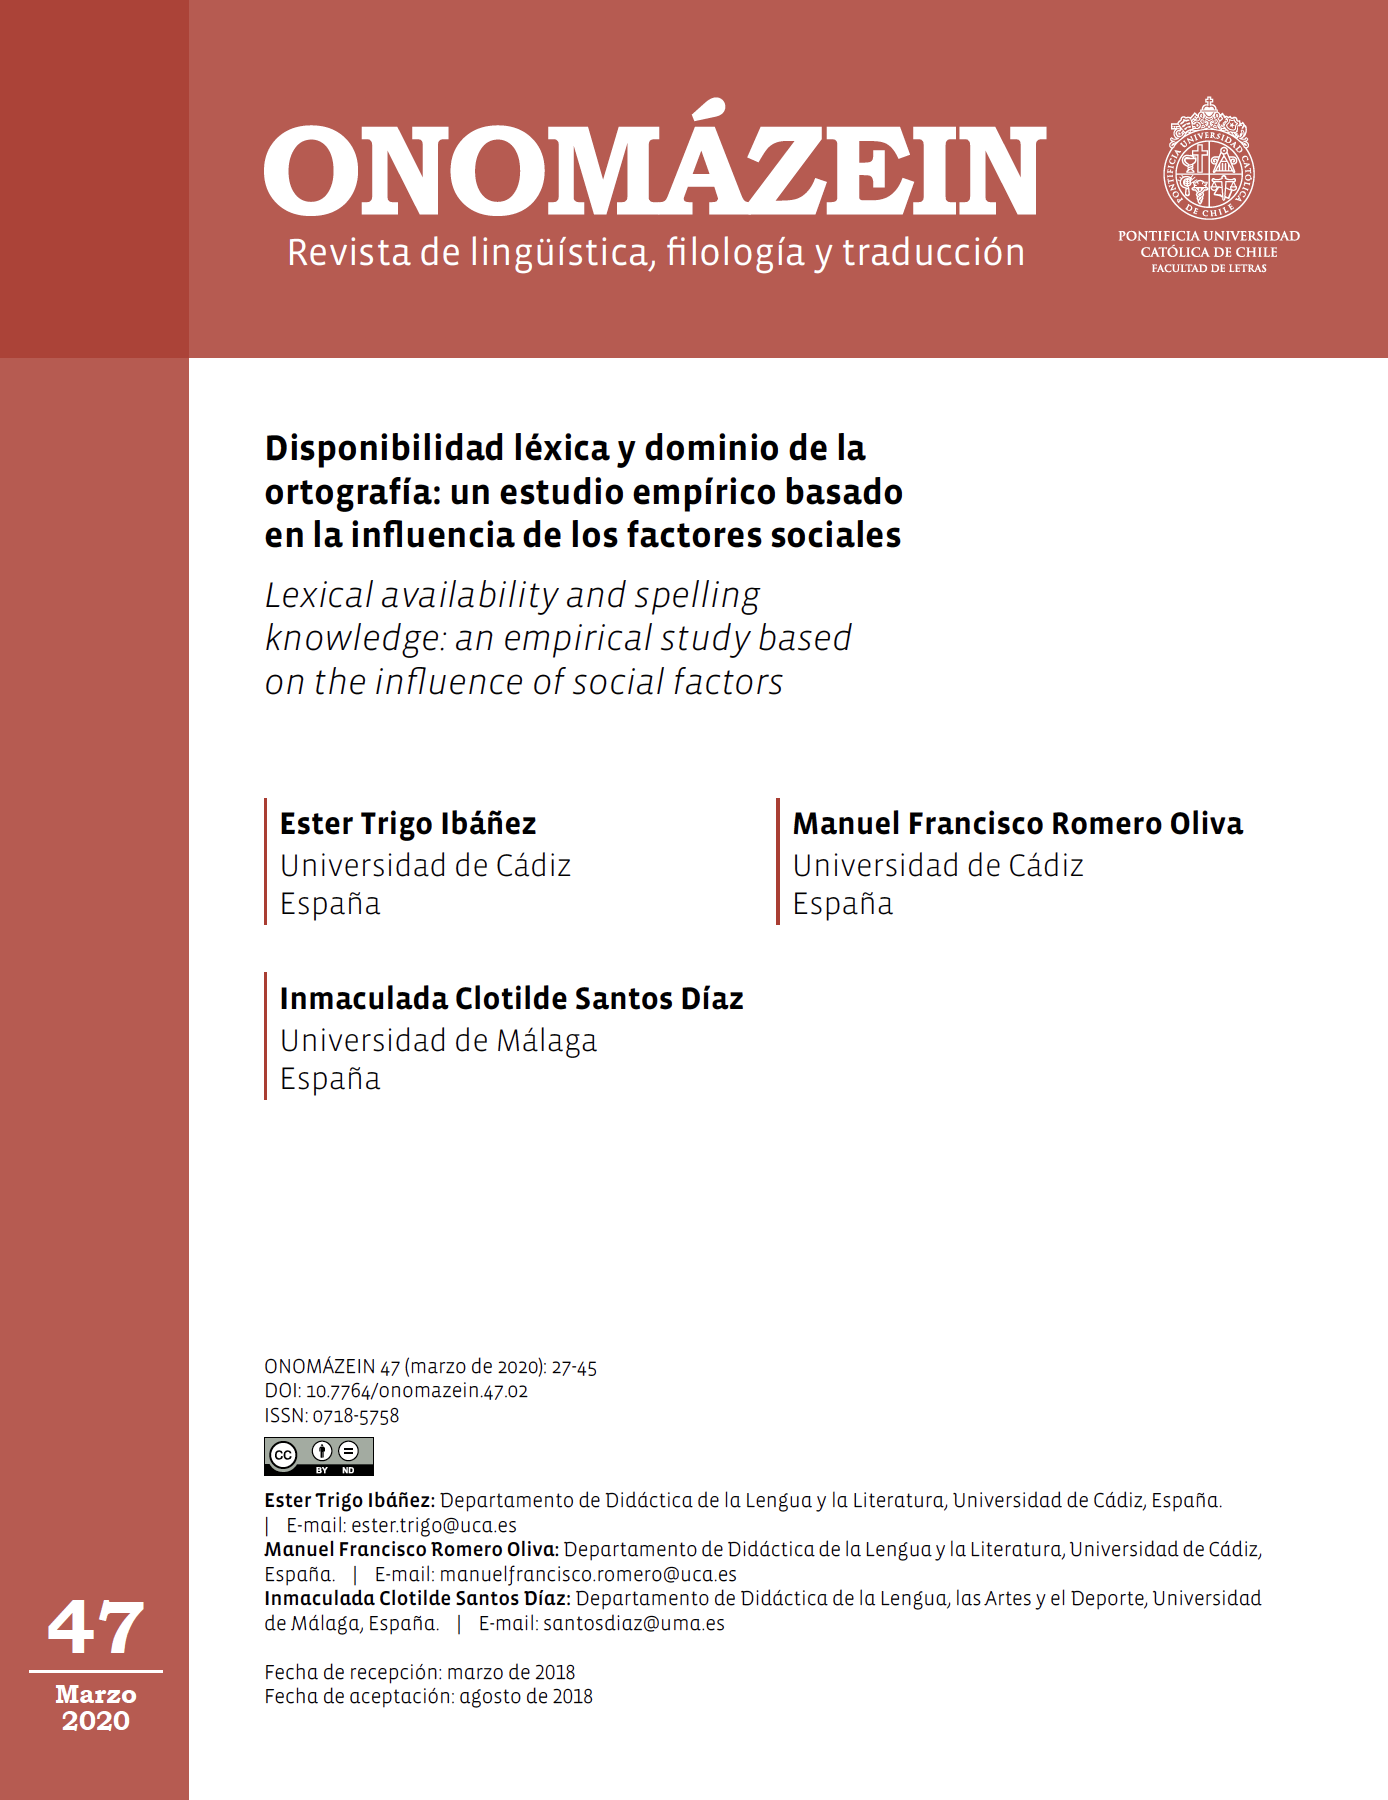 ONOMÁZEIN
Revista de lingüística, filología y traducción
PONTIFICIA UNIVERSIDAD CATÓLICA DE CHILE
PONTIFICIA UNIVERSIDAD
CATÓLICA DE CHILE
FACULTAD DE LETRAS
Disponibilidad léxica y dominio de la
ortografía: un estudio empírico basado
en la influencia de los factores sociales
Lexical availability and spelling
knowledge: an empirical study based
on the influence of social factors
Ester Trigo Ibáñez
Universidad de Cádiz
España
Manuel Francisco Romero Oliva
Universidad de Cádiz
España
Inmaculada Clotilde Santos Díaz
Universidad de Málaga
España
ONOMÁZEIN 47 (marzo de 2020): 27-45
DOI: 10.7764/onomazein.47.02
ISSN: 0718-5758
cc BY ND
Ester Trigo Ibáñez: Departamento de Didáctica de la Lengua y la Literatura, Universidad de Cádiz, España.
| E-mail: ester.trigo@uca.es
Manuel Francisco Romero Oliva: Departamento de Didáctica de la Lengua y la Literatura, Universidad de Cádiz,
España. | E-mail: manuelfrancisco.romero@uca.es
Inmaculada Clotilde Santos Díaz: Departamento de Didáctica de la Lengua, las Artes y el Deporte, Universidad
de Málaga, España. | E-mail: santosdiaz@uma.es
Fecha de recepción: marzo de 2018
Fecha de aceptación: agosto de 2018
47
Marzo
2020